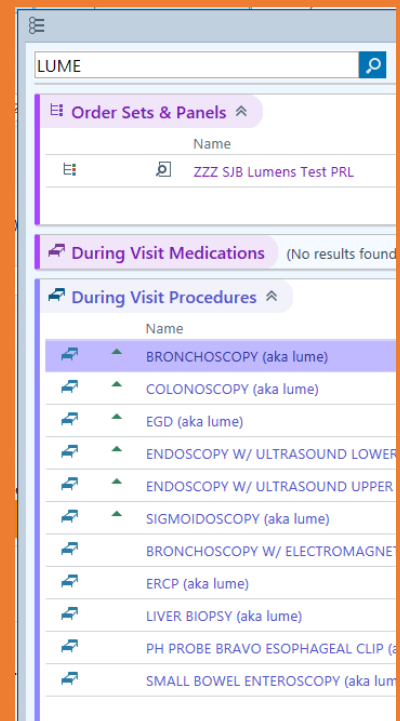 LUME
Order Sets & Panels
Name
ZZZ SJB Lumens Test PRL
During Visit Medications (No results found
During Visit Procedures
Name
BRONCHOSCOPY (aka lume)
COLONOSCOPY (aka lume)
EGD (aka lume)
ENDOSCOPY W/ ULTRASOUND LOWER
ENDOSCOPY W/ ULTRASOUND UPPER
SIGMOIDOSCOPY (aka lume)
BRONCHOSCOPY W/ ELECTROMAGNET
ERCP (aka lume)
LIVER BIOPSY (aka lume)
PH PROBE BRAVO ESOPHAGEAL CLIP (a
SMALL BOWEL ENTEROSCOPY (aka lum